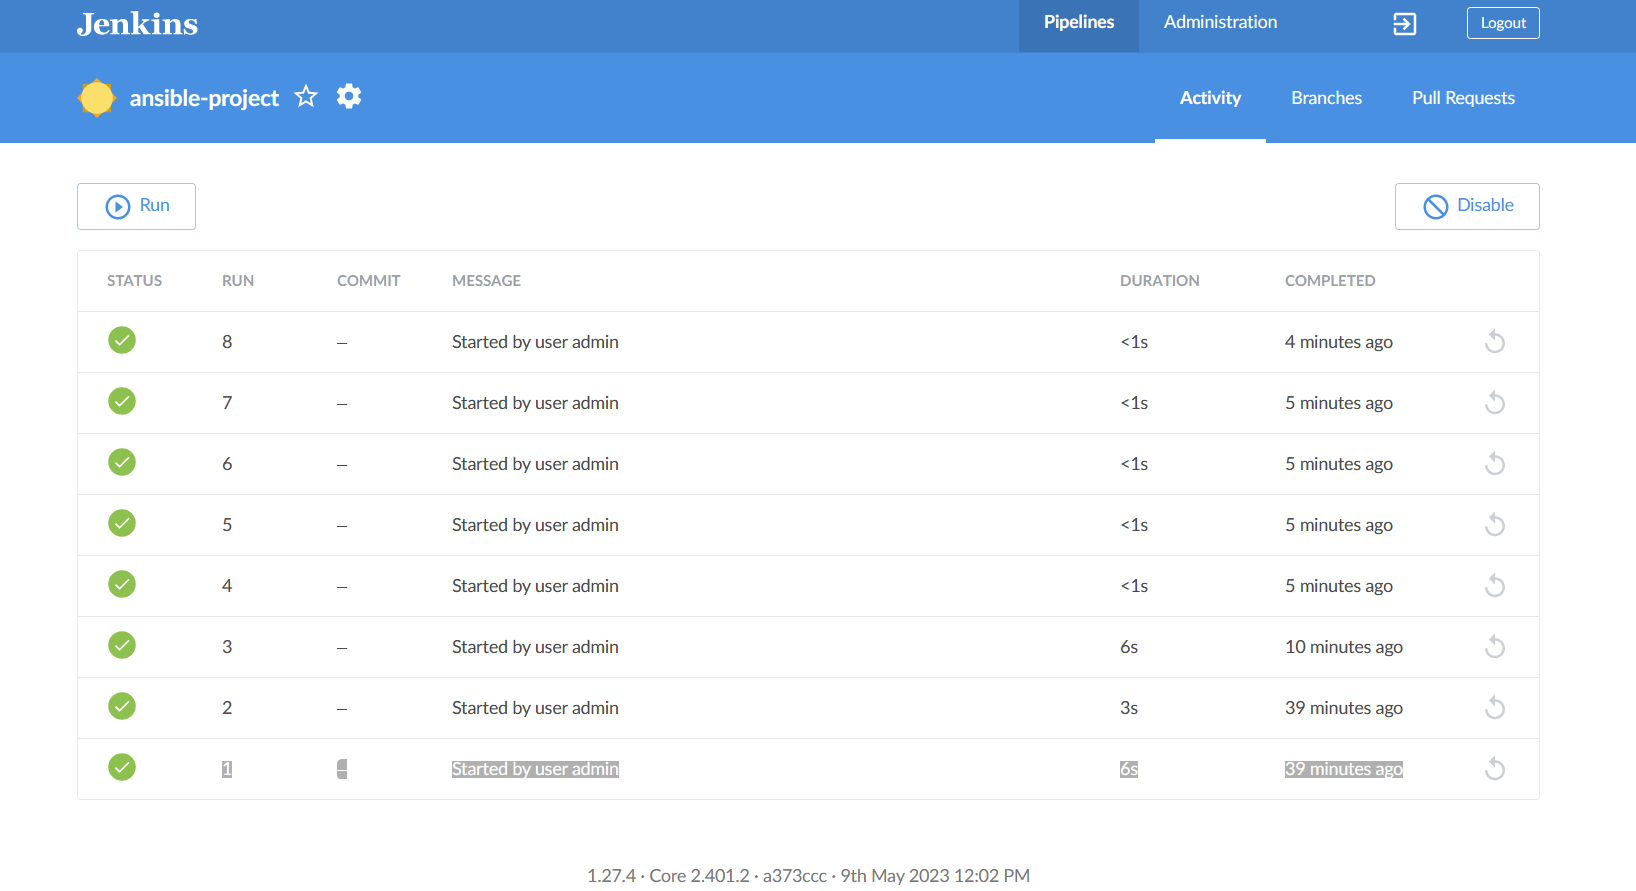 Jenkins Pipelines Administration Logout
ansible-project Activity Branches Pull Requests
Run Disable
STATUS RUN COMMIT MESSAGE DURATION COMPLETED
8 – Started by user admin <1s 4 minutes ago
7 – Started by user admin <1s 5 minutes ago
6 – Started by user admin <1s 5 minutes ago
5 – Started by user admin <1s 5 minutes ago
4 – Started by user admin <1s 5 minutes ago
3 – Started by user admin 6s 10 minutes ago
2 – Started by user admin 3s 39 minutes ago
1 – Started by user admin 6s 39 minutes ago
1.27.4 · Core 2.401.2 · a373ccc · 9th May 2023 12:02 PM